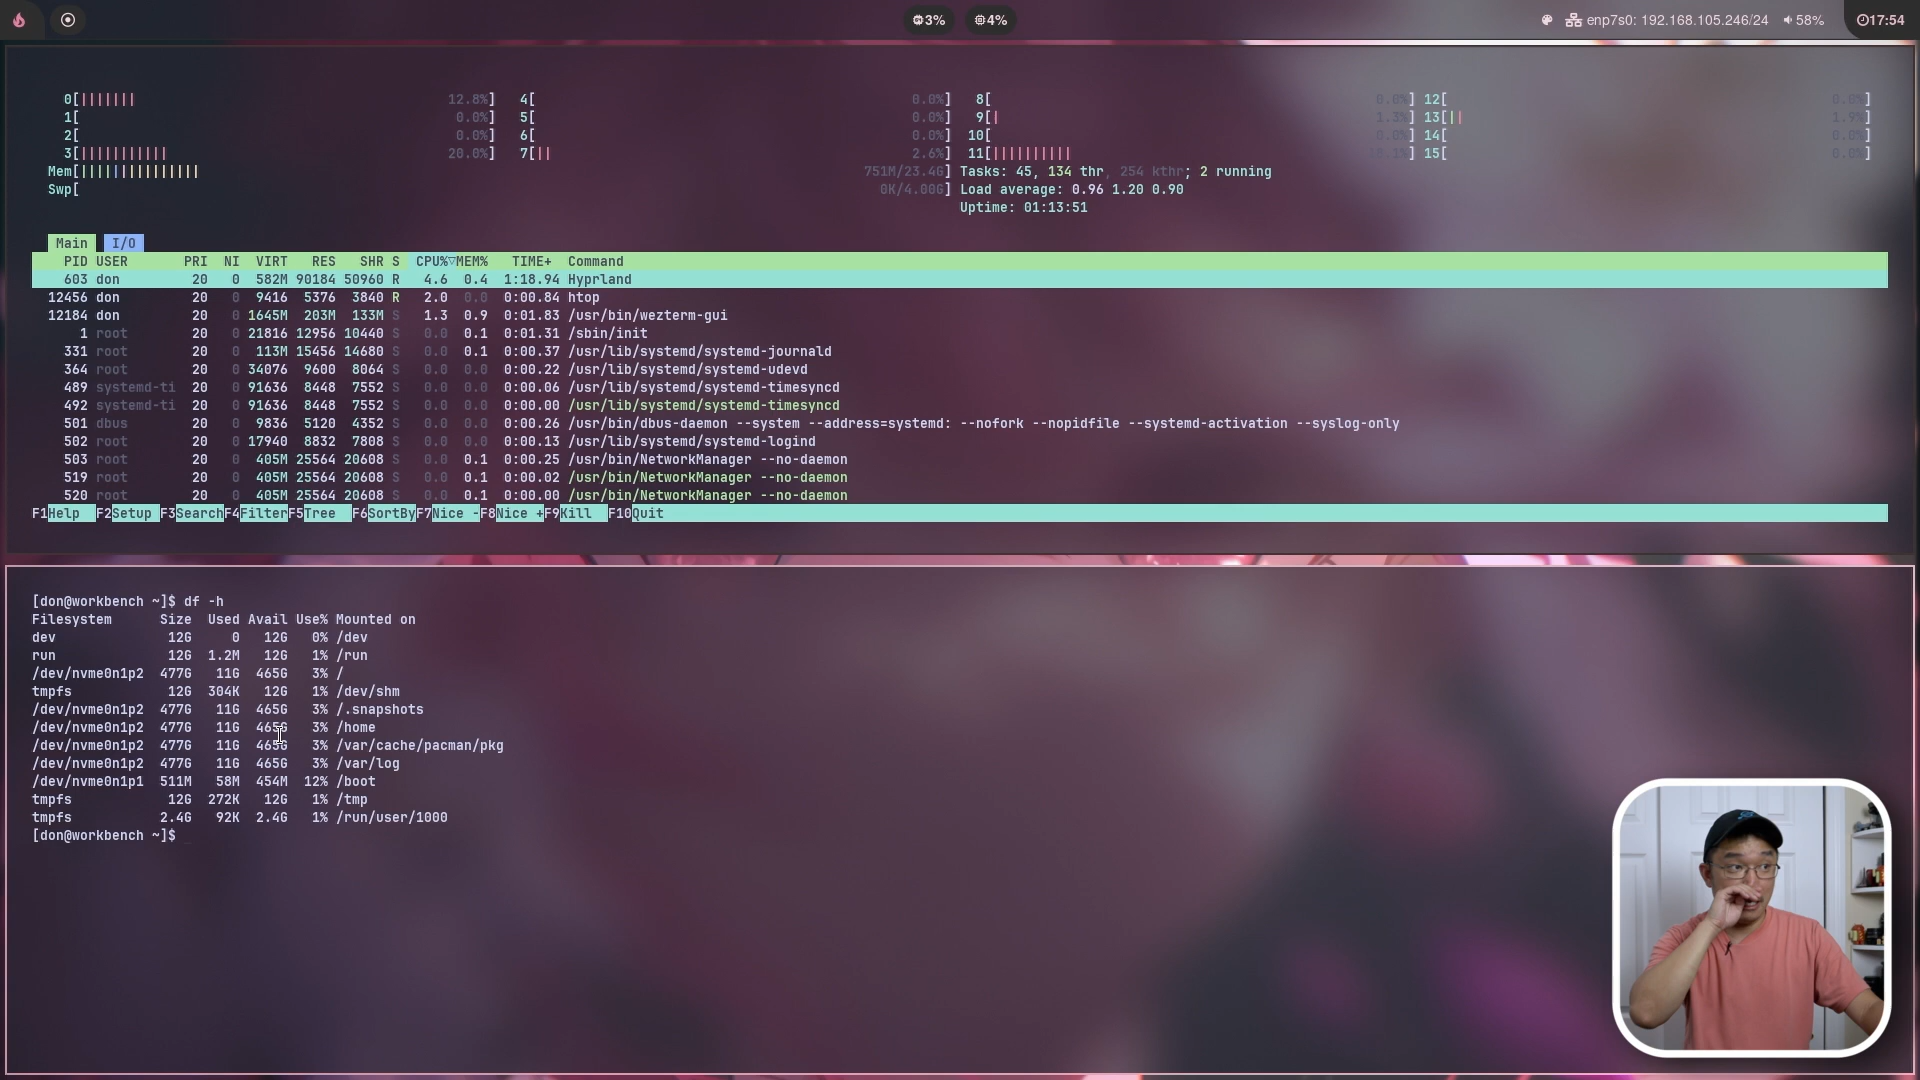 3% 4% enp7s0: 192.168.105.246/24 58% 17:54
0[||||||| 12.8%] 4[ 0.0%] 8[ 0.0%] 12[ 0.0%]
1[ 0.0%] 5[ 0.0%] 9[| 1.3%] 13[|| 1.9%]
2[ 0.0%] 6[ 0.0%] 10[ 0.0%] 14[ 0.0%]
3[||||||||||| 20.0%] 7[|| 2.6%] 11[|||||||||| ] 15[ 0.0%]
Mem[||||||||||||||| 751M/23.4G] Tasks: 45, 134 thr, 254 kthr; 2 running
Swp[ 0K/4.00G] Load average: 0.96 1.20 0.90
Uptime: 01:13:51
Main I/O
PID USER PRI NI VIRT RES SHR S CPU%▽MEM% TIME+ Command
603 don 20 0 582M 90184 50960 R 4.6 0.4 1:18.94 Hyprland
12456 don 20 0 9416 5376 3840 R 2.0 0.0 0:00.84 htop
12184 don 20 0 1645M 203M 133M S 1.3 0.9 0:01.83 /usr/bin/wezterm-gui
1 root 20 0 21816 12956 10440 S 0.0 0.1 0:01.31 /sbin/init
331 root 20 0 113M 15456 14680 S 0.0 0.1 0:00.37 /usr/lib/systemd/systemd-journald
364 root 20 0 34076 9600 8064 S 0.0 0.0 0:00.22 /usr/lib/systemd/systemd-udevd
489 systemd-ti 20 0 91636 8448 7552 S 0.0 0.0 0:00.06 /usr/lib/systemd/systemd-timesyncd
492 systemd-ti 20 0 91636 8448 7552 S 0.0 0.0 0:00.00 /usr/lib/systemd/systemd-timesyncd
501 dbus 20 0 9836 5120 4352 S 0.0 0.0 0:00.26 /usr/bin/dbus-daemon --system --address=systemd: --nofork --nopidfile --systemd-activation --syslog-only
502 root 20 0 17940 8832 7808 S 0.0 0.0 0:00.13 /usr/lib/systemd/systemd-logind
503 root 20 0 405M 25564 20608 S 0.0 0.1 0:00.25 /usr/bin/NetworkManager --no-daemon
519 root 20 0 405M 25564 20608 S 0.0 0.1 0:00.02 /usr/bin/NetworkManager --no-daemon
520 root 20 0 405M 25564 20608 S 0.0 0.1 0:00.00 /usr/bin/NetworkManager --no-daemon
F1Help F2Setup F3SearchF4FilterF5Tree F6SortByF7Nice -F8Nice +F9Kill F10Quit
[don@workbench ~]$ df -h
Filesystem Size Used Avail Use% Mounted on
dev 12G 0 12G 0% /dev
run 12G 1.2M 12G 1% /run
/dev/nvme0n1p2 477G 11G 465G 3% /
tmpfs 12G 304K 12G 1% /dev/shm
/dev/nvme0n1p2 477G 11G 465G 3% /.snapshots
/dev/nvme0n1p2 477G 11G 465G 3% /home
/dev/nvme0n1p2 477G 11G 465G 3% /var/cache/pacman/pkg
/dev/nvme0n1p2 477G 11G 465G 3% /var/log
/dev/nvme0n1p1 511M 58M 454M 12% /boot
tmpfs 12G 272K 12G 1% /tmp
tmpfs 2.4G 92K 2.4G 1% /run/user/1000
[don@workbench ~]$